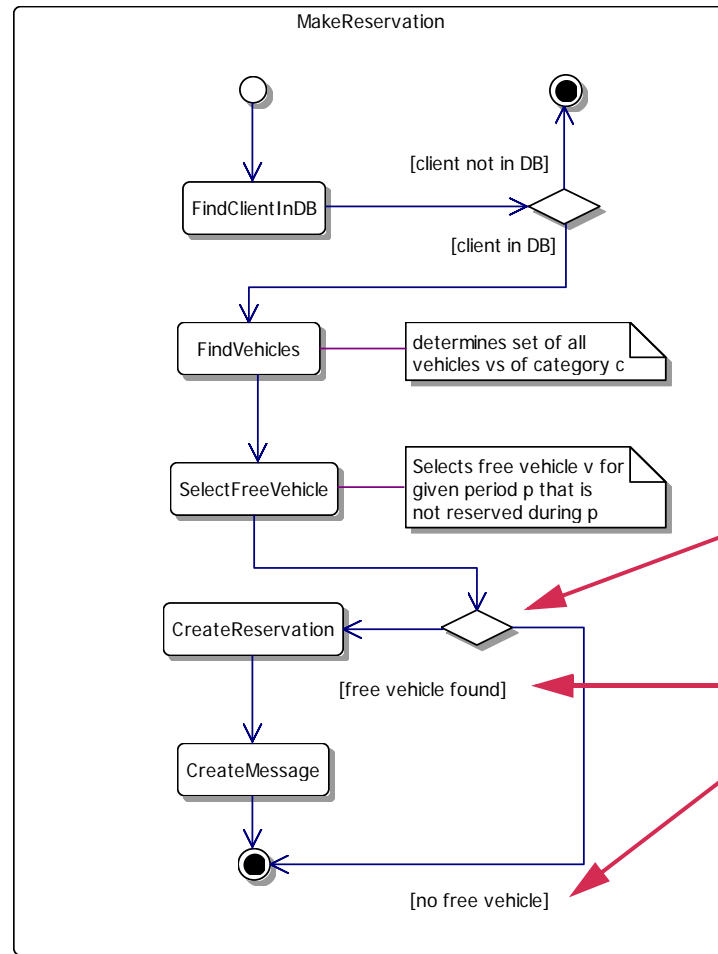 MakeReservation
[client not in DB]
FindClientInDB
[client in DB]
FindVehicles
determines set of all
vehicles vs of category c
SelectFreeVehicle
Selects free vehicle v for
given period p that is
not reserved during p
CreateReservation
[free vehicle found]
CreateMessage
[no free vehicle]